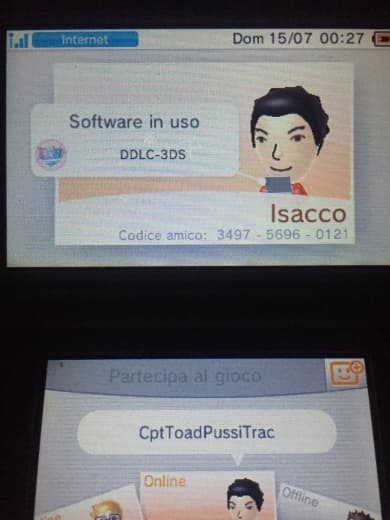 Internet
Dom 15/07 00:27
Software in uso
DDLC-3DS
Isacco
Codice amico: 3497 - 5696 - 0121
Partecipa al gioco
CptToadPussiTrac
Online
Offline